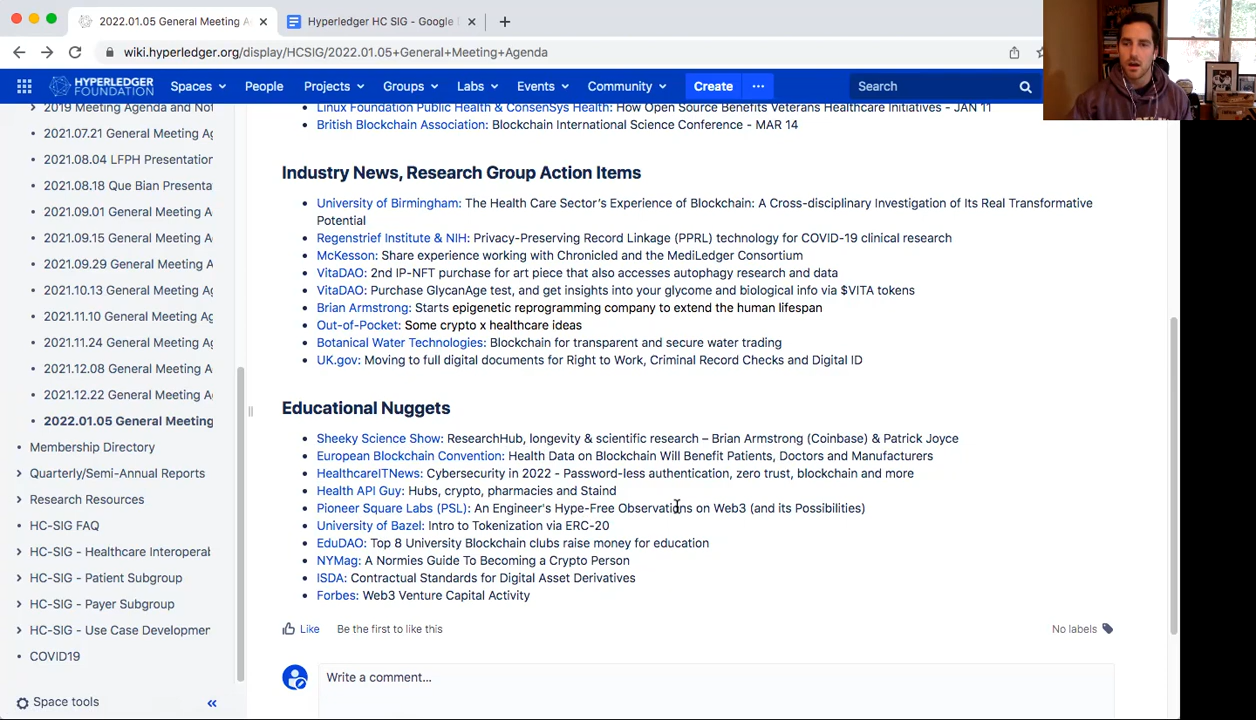 2022.01.05 General Meeting A
Hyperledger HC SIG - Google
wiki.hyperledger.org/display/HCSIG/2022.01.05+General+Meeting+Agenda
HYPERLEDGER
FOUNDATION
Spaces
People
Projects
Groups
Labs
Events
Community
Create
Search
2019 Meeting Agenda and Not
2021.07.21 General Meeting Ag
2021.08.04 LFPH Presentation
2021.08.18 Que Bian Presenta
2021.09.01 General Meeting A
2021.09.15 General Meeting Ag
2021.09.29 General Meeting Ag
2021.10.13 General Meeting Ag
2021.11.10 General Meeting Ag
2021.11.24 General Meeting Ag
2021.12.08 General Meeting Ag
2021.12.22 General Meeting Ag
2022.01.05 General Meeting
Membership Directory
Quarterly/Semi-Annual Reports
Research Resources
HC-SIG FAQ
HC-SIG - Healthcare Interoperab
HC-SIG - Patient Subgroup
HC-SIG - Payer Subgroup
HC-SIG - Use Case Developmer
COVID19
Space tools
Linux Foundation Public Health & ConsenSys Health: How Open Source Benefits Veterans Healthcare Initiatives - JAN 11
British Blockchain Association: Blockchain International Science Conference - MAR 14
Industry News, Research Group Action Items
University of Birmingham: The Health Care Sector's Experience of Blockchain: A Cross-disciplinary Investigation of Its Real Transformative
Potential
Regenstrief Institute & NIH: Privacy-Preserving Record Linkage (PPRL) technology for COVID-19 clinical research
McKesson: Share experience working with Chronicled and the MediLedger Consortium
VitaDAO: 2nd IP-NFT purchase for art piece that also accesses autophagy research and data
VitaDAO: Purchase GlycanAge test, and get insights into your glycome and biological info via $VITA tokens
Brian Armstrong: Starts epigenetic reprogramming company to extend the human lifespan
Out-of-Pocket: Some crypto x healthcare ideas
Botanical Water Technologies: Blockchain for transparent and secure water trading
UK.gov: Moving to full digital documents for Right to Work, Criminal Record Checks and Digital ID
Educational Nuggets
Sheeky Science Show: ResearchHub, longevity & scientific research – Brian Armstrong (Coinbase) & Patrick Joyce
European Blockchain Convention: Health Data on Blockchain Will Benefit Patients, Doctors and Manufacturers
HealthcareITNews: Cybersecurity in 2022 - Password-less authentication, zero trust, blockchain and more
Health API Guy: Hubs, crypto, pharmacies and Staind
Pioneer Square Labs (PSL): An Engineer's Hype-Free Observations on Web3 (and its Possibilities)
University of Bazel: Intro to Tokenization via ERC-20
EduDAO: Top 8 University Blockchain clubs raise money for education
NYMag: A Normies Guide To Becoming a Crypto Person
ISDA: Contractual Standards for Digital Asset Derivatives
Forbes: Web3 Venture Capital Activity
Like
Be the first to like this
No labels
Write a comment…